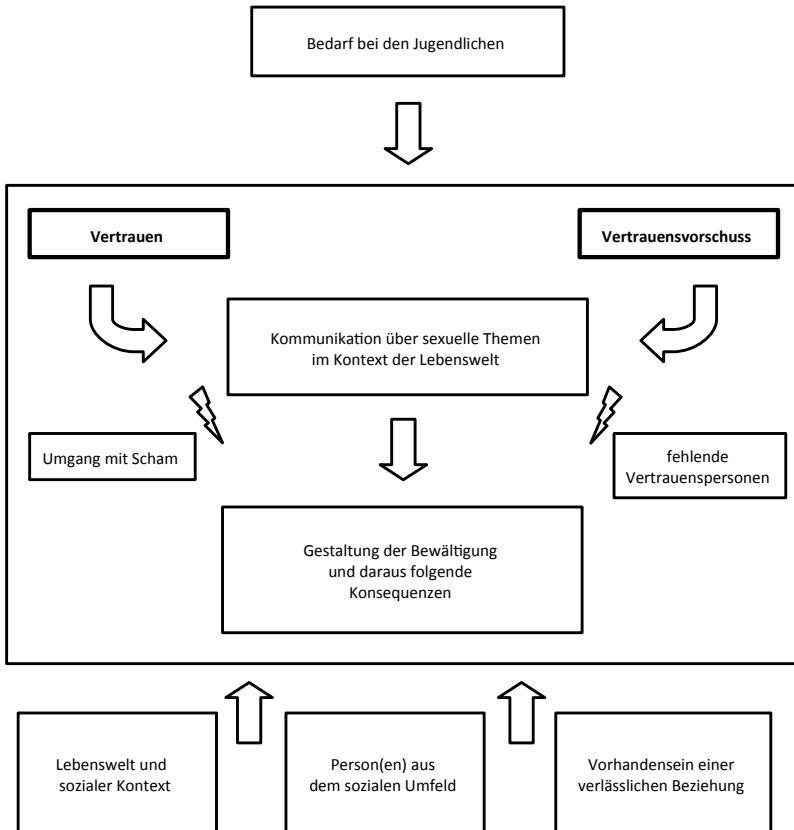 Bedarf bei den Jugendlichen
Vertrauen
Vertrauensvorschuss
Kommunikation über sexuelle Themen
im Kontext der Lebenswelt
Umgang mit Scham
fehlende
Vertrauenspersonen
Gestaltung der Bewältigung
und daraus folgende
Konsequenzen
Lebenswelt und
sozialer Kontext
Person(en) aus
dem sozialen Umfeld
Vorhandensein einer
verlässlichen Beziehung